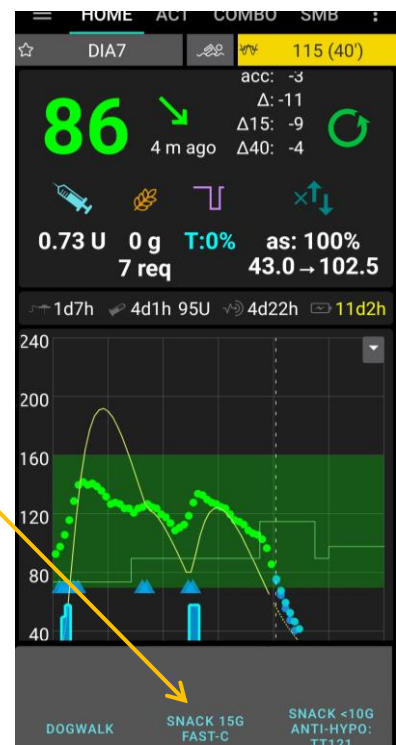 HOME ACT COMBO SMB
DIA7 115 (40')
acc: -3
86 Δ: -11
4 m ago Δ15: -9
Δ40: -4
0.73 U 0 g T:0% as: 100%
7 req 43.0→102.5
1d7h 4d1h 95U 4d22h 11d2h
240
200
160
120
80
40
DOGWALK SNACK 15G FAST-C SNACK <10G ANTI-HYPO: TT121